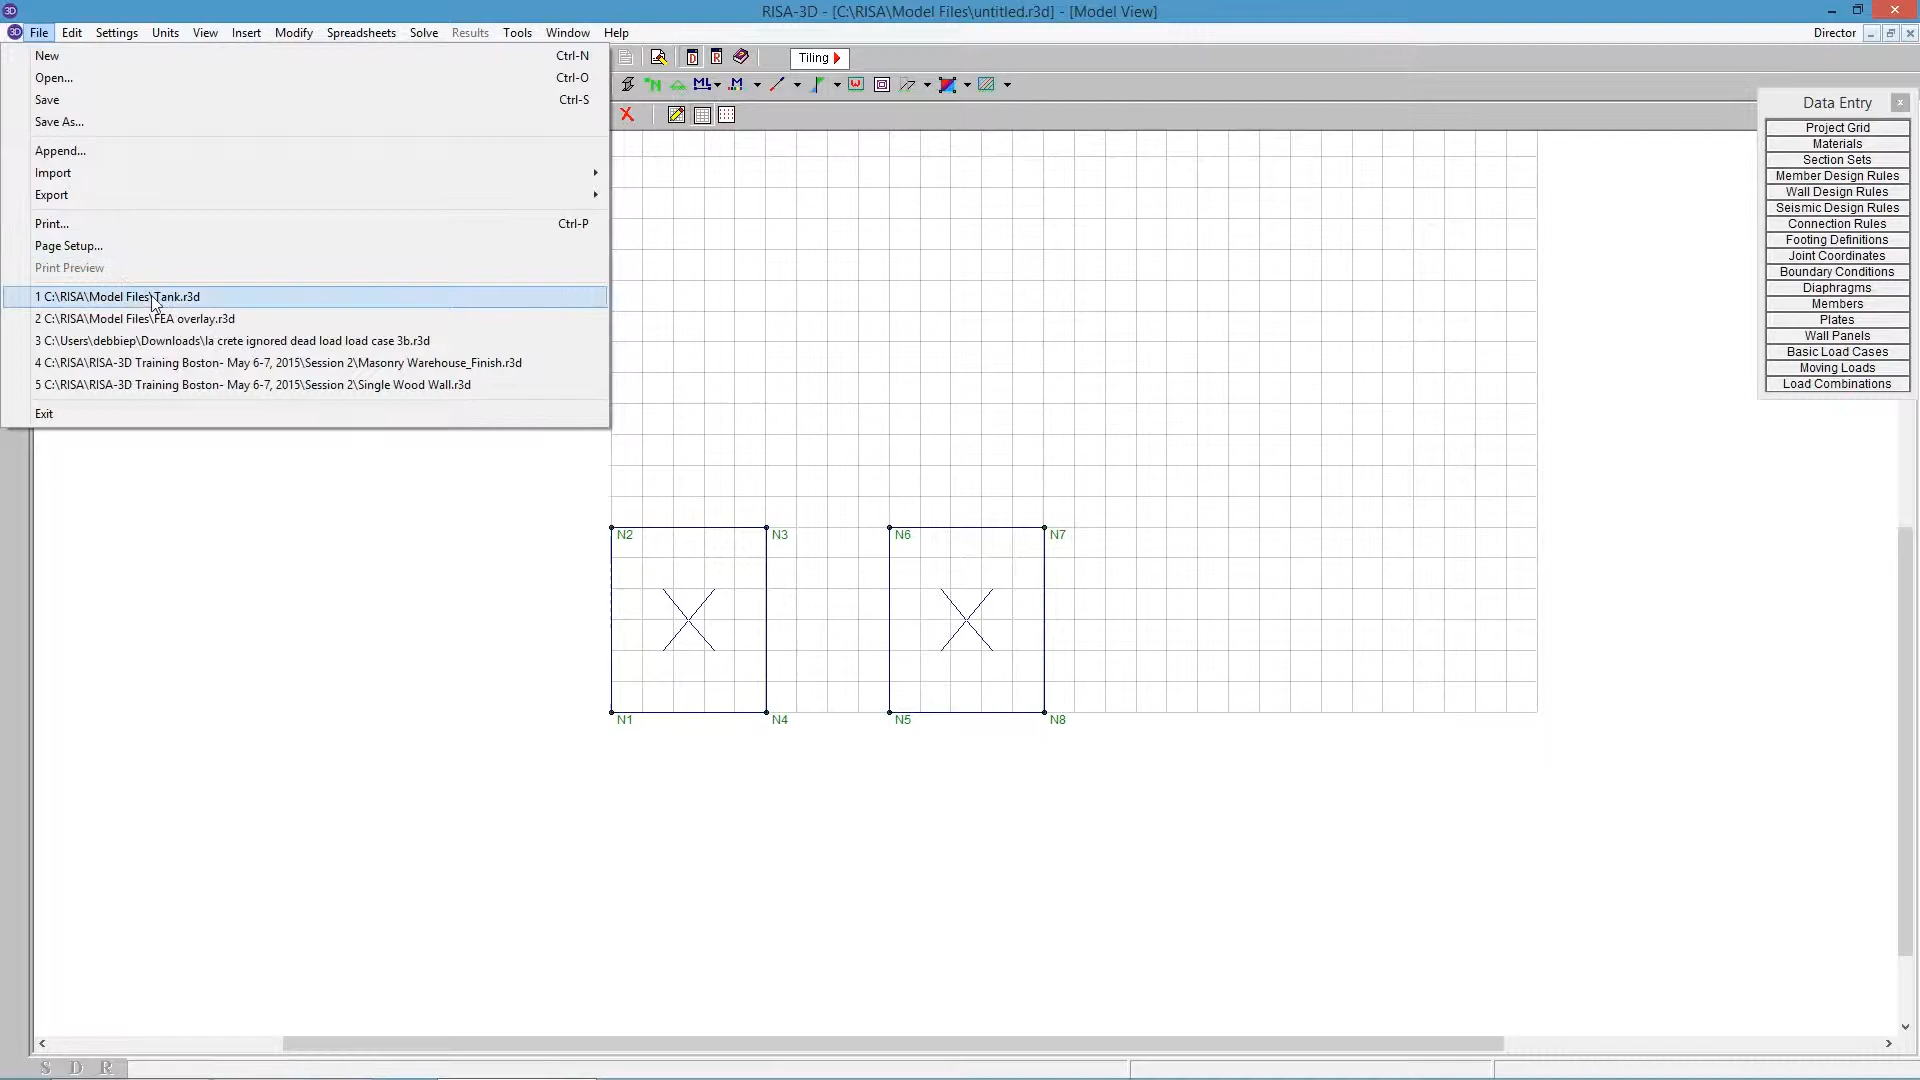 3D
RISA-3D - [C:\RISA\Model Files\untitled.r3d] - [Model View]
3D File Edit Settings Units View Insert Modify Spreadsheets Solve Results Tools Window Help Director
New Ctrl-N
Open... Ctrl-O
Save Ctrl-S
Save As...
Append...
Import
Export
Print... Ctrl-P
Page Setup...
Print Preview
1 C:\RISA\Model Files\Tank.r3d
2 C:\RISA\Model Files\FEA overlay.r3d
3 C:\Users\debbiep\Downloads\la crete ignored dead load load case 3b.r3d
4 C:\RISA\RISA-3D Training Boston- May 6-7, 2015\Session 2\Masonry Warehouse_Finish.r3d
5 C:\RISA\RISA-3D Training Boston- May 6-7, 2015\Session 2\Single Wood Wall.r3d
Exit
D R Tiling
N ML M
Data Entry
Project Grid
Materials
Section Sets
Member Design Rules
Wall Design Rules
Seismic Design Rules
Connection Rules
Footing Definitions
Joint Coordinates
Boundary Conditions
Diaphragms
Members
Plates
Wall Panels
Basic Load Cases
Moving Loads
Load Combinations
N2 N3 N6 N7
N1 N4 N5 N8
S D R